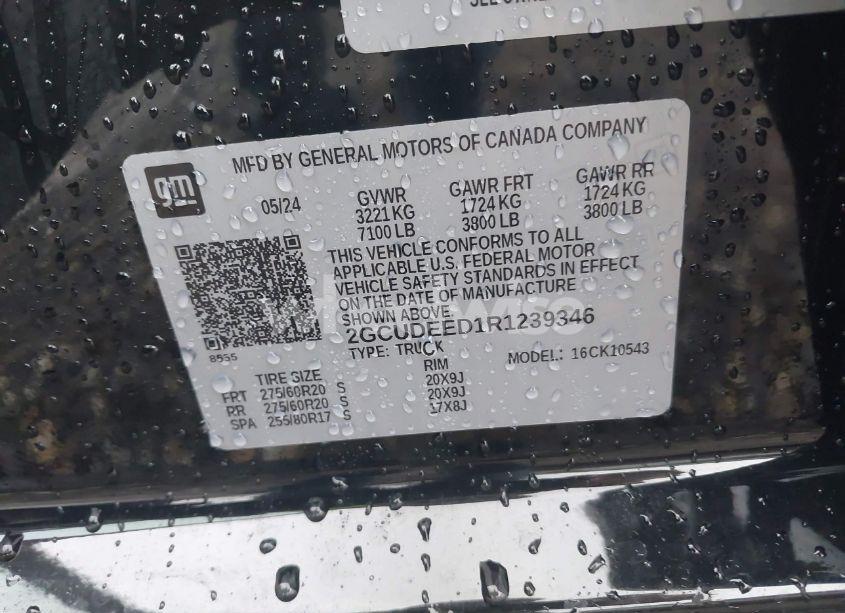 MFD BY GENERAL MOTORS OF CANADA COMPANY
gm
05/24
GVWR GAWR FRT GAWR RR
3221 KG 1724 KG 1724 KG
7100 LB 3800 LB 3800 LB
THIS VEHICLE CONFORMS TO ALL
APPLICABLE U.S. FEDERAL MOTOR
VEHICLE SAFETY STANDARDS IN EFFECT
ON THE DATE OF MANUFACTURE
SHOWN ABOVE.
2GCUDEED1R1239346
TYPE: TRUCK MODEL: 16CK10543
TIRE SIZE RIM
FRT 275/60R20 S 20X9J
RR 275/60R20 S 20X9J
SPA 255/80R17 S 17X8J